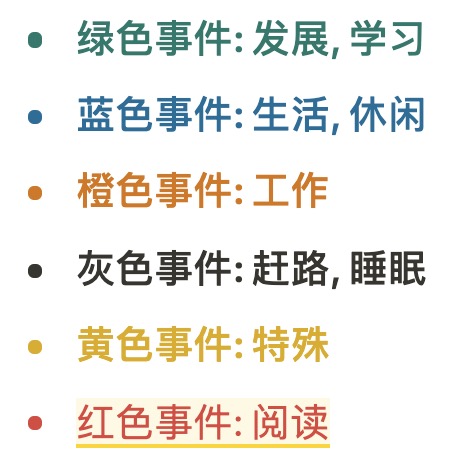 绿色事件: 发展, 学习
蓝色事件: 生活, 休闲
橙色事件: 工作
灰色事件: 赶路, 睡眠
黄色事件: 特殊
红色事件: 阅读